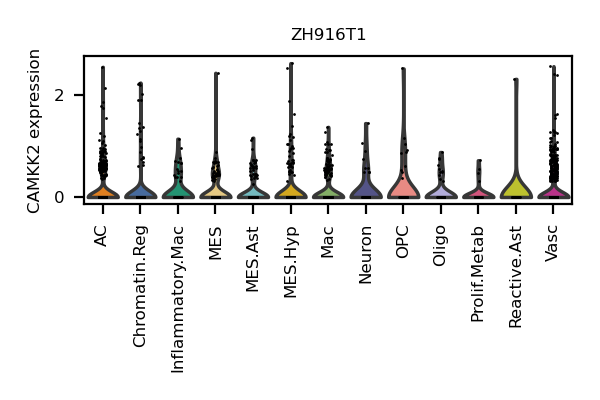 ZH916T1
CAMKK2 expression
2
0
AC
Chromatin.Reg
Inflammatory.Mac
MES
MES.Ast
MES.Hyp
Mac
Neuron
OPC
Oligo
Prolif.Metab
Reactive.Ast
Vasc